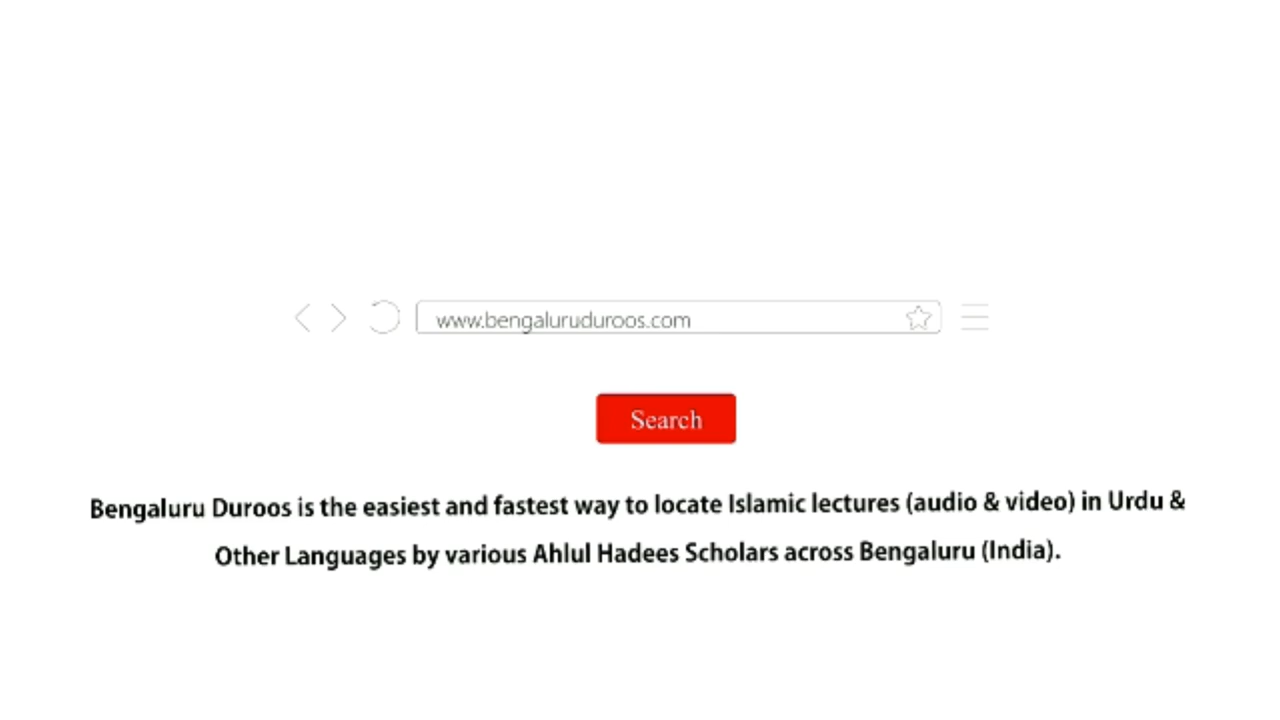 www.bengaluruduroos.com
Search
Bengaluru Duroos is the easiest and fastest way to locate Islamic lectures (audio & video) in Urdu &
Other Languages by various Ahlul Hadees Scholars across Bengaluru (India).